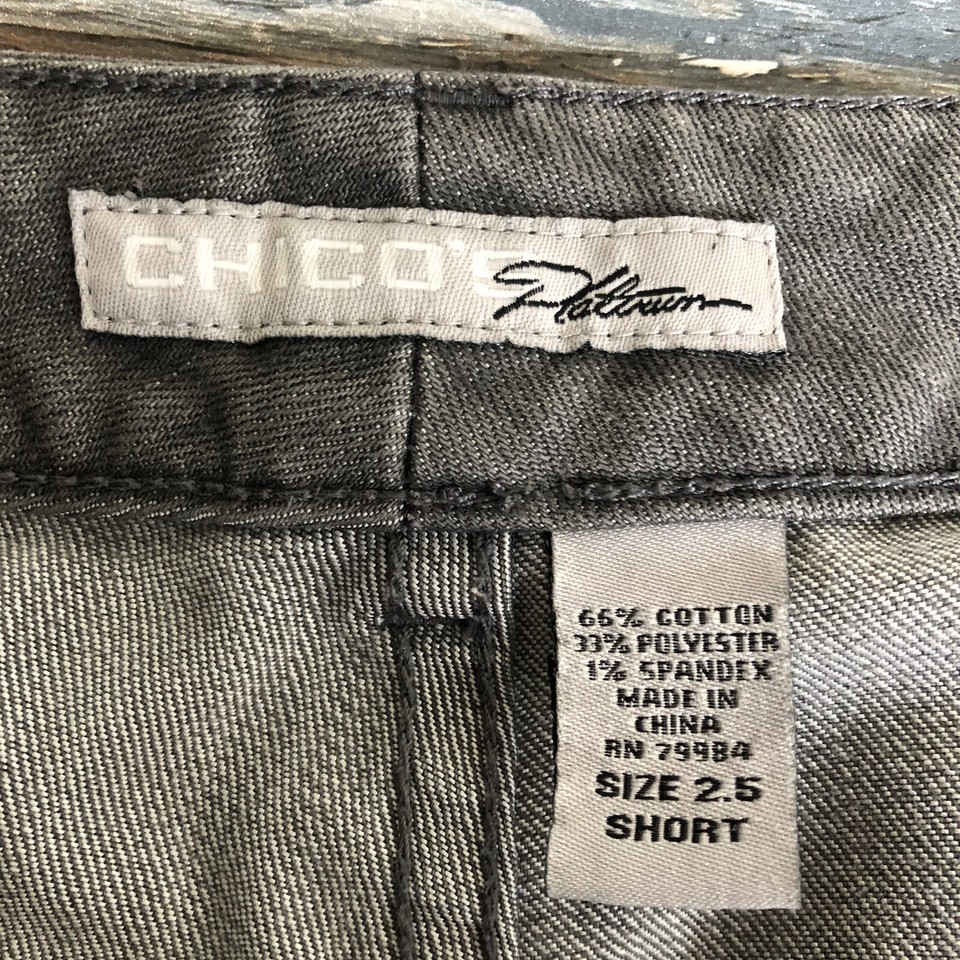 CHICO'S Platinum
66% COTTON
33% POLYESTER
1% SPANDEX
MADE IN
CHINA
RN 79984
SIZE 2.5
SHORT